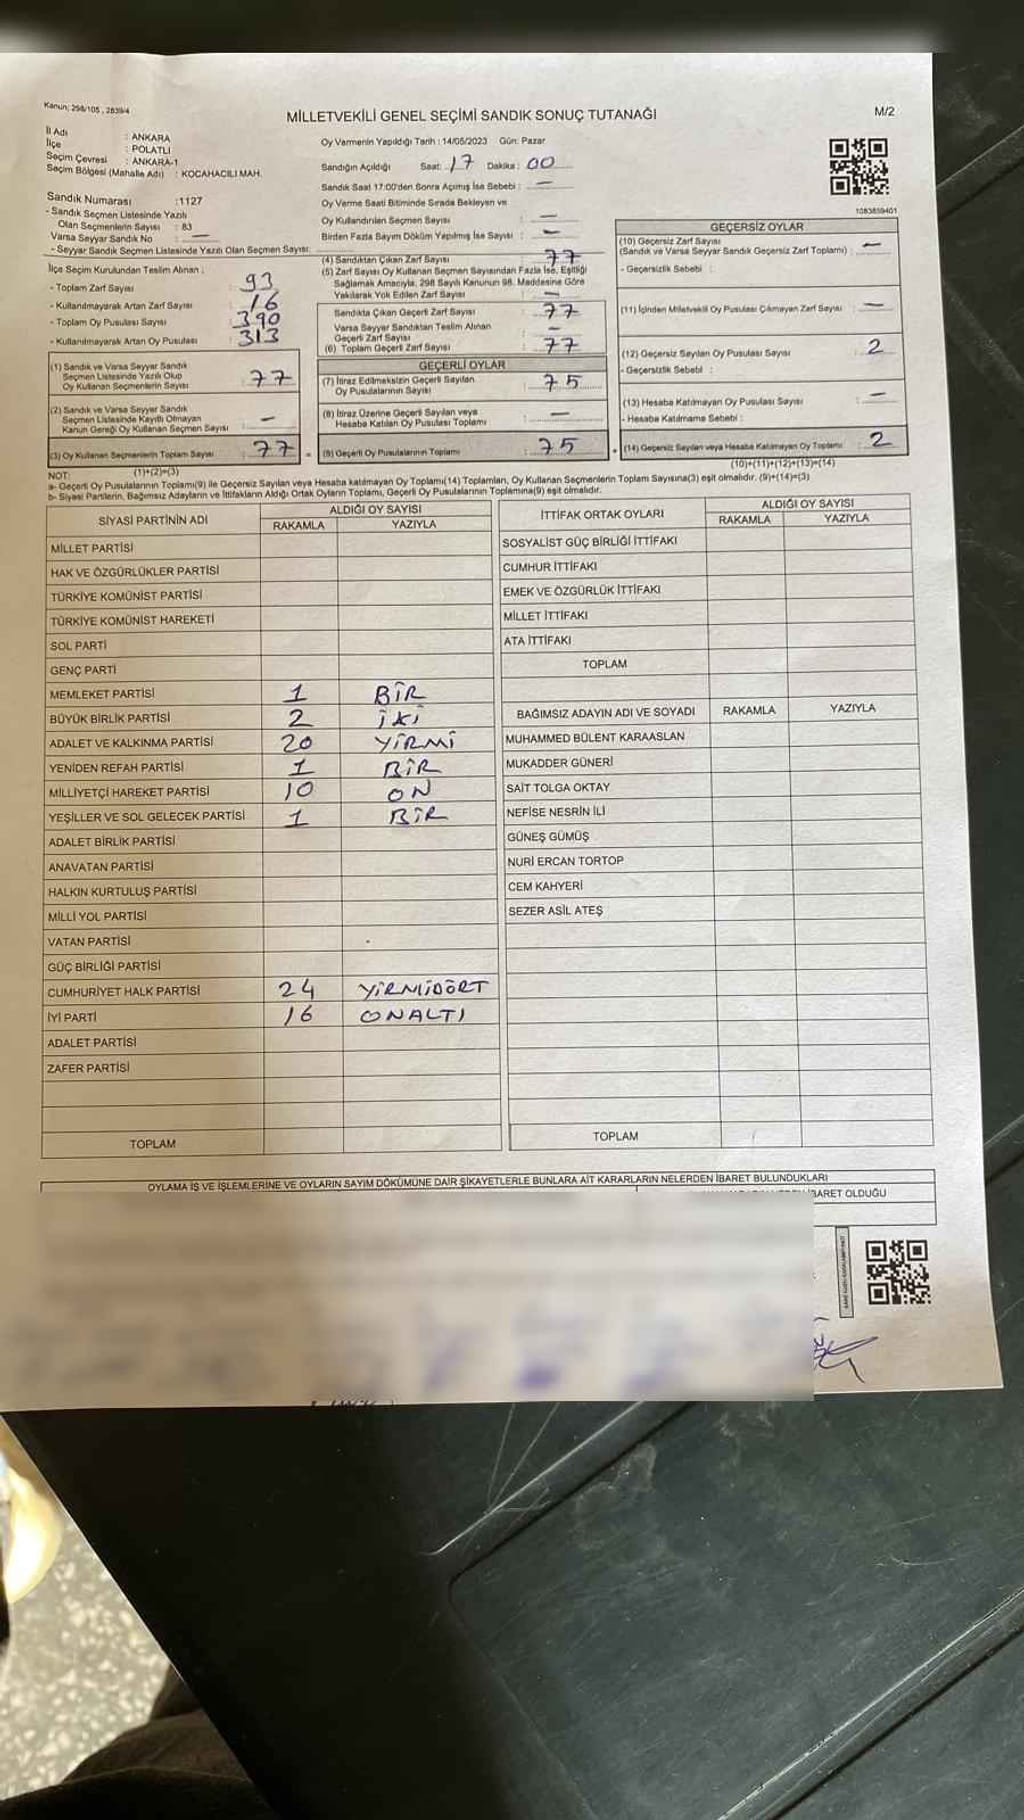 Kanun; 298/105, 2839/4
MİLLETVEKİLİ GENEL SEÇİMİ SANDIK SONUÇ TUTANAĞI
M/2
İl Adı : ANKARA
İlçe : POLATLI
Seçim Çevresi : ANKARA-1
Seçim Bölgesi (Mahalle Adı) : KOCAHACILI MAH.
Oy Vermenin Yapıldığı Tarih : 14/05/2023 Gün: Pazar
Sandığın Açıldığı Saat: 17 Dakika: 00
Sandık Saat 17:00'den Sonra Açılmış İse Sebebi : —
Oy Verme Saati Bitiminde Sırada Bekleyen ve
Oy Kullandırılan Seçmen Sayısı : —
Birden Fazla Sayım Döküm Yapılmış İse Sayısı : —
1083859401
Sandık Numarası :1127
- Sandık Seçmen Listesinde Yazılı
Olan Seçmenlerin Sayısı : 83
Varsa Seyyar Sandık No : —
- Seyyar Sandık Seçmen Listesinde Yazılı Olan Seçmen Sayısı:
İlçe Seçim Kurulundan Teslim Alınan ;
- Toplam Zarf Sayısı : 93
- Kullanılmayarak Artan Zarf Sayısı : 16
- Toplam Oy Pusulası Sayısı : 390
- Kullanılmayarak Artan Oy Pusulası : 313
(1) Sandık ve Varsa Seyyar Sandık
Seçmen Listesinde Yazılı Olup
Oy Kullanan Seçmenlerin Sayısı : 77
(2) Sandık ve Varsa Seyyar Sandık
Seçmen Listesinde Kayıtlı Olmayan
Kanun Gereği Oy Kullanan Seçmen Sayısı : —
(3) Oy Kullanan Seçmenlerin Toplam Sayısı : 77
(1)+(2)=(3)
(4) Sandıktan Çıkan Zarf Sayısı : 77
(5) Zarf Sayısı Oy Kullanan Seçmen Sayısından Fazla İse, Eşitliği
Sağlamak Amacıyla, 298 Sayılı Kanunun 98. Maddesine Göre
Yakılarak Yok Edilen Zarf Sayısı : —
Sandıkta Çıkan Geçerli Zarf Sayısı : 77
Varsa Seyyar Sandıktan Teslim Alınan
Geçerli Zarf Sayısı : —
(6) Toplam Geçerli Zarf Sayısı : 77
GEÇERLİ OYLAR
(7) İtiraz Edilmeksizin Geçerli Sayılan
Oy Pusulalarının Sayısı : 75
(8) İtiraz Üzerine Geçerli Sayılan veya
Hesaba Katılan Oy Pusulası Toplamı : —
(9) Geçerli Oy Pusulalarının Toplamı : 75
GEÇERSİZ OYLAR
(10) Geçersiz Zarf Sayısı
(Sandık ve Varsa Seyyar Sandık Geçersiz Zarf Toplamı) : —
- Geçersizlik Sebebi :
(11) İçinden Milletvekili Oy Pusulası Çıkmayan Zarf Sayısı : —
(12) Geçersiz Sayılan Oy Pusulası Sayısı : 2
- Geçersizlik Sebebi :
(13) Hesaba Katılmayan Oy Pusulası Sayısı : —
- Hesaba Katılmama Sebebi :
(14) Geçersiz Sayılan veya Hesaba Katılmayan Oy Toplamı : 2
(10)+(11)+(12)+(13)=(14)
NOT:
a- Geçerli Oy Pusulalarının Toplamı(9) ile Geçersiz Sayılan veya Hesaba katılmayan Oy Toplamı(14) Toplamları, Oy Kullanan Seçmenlerin Toplam Sayısına(3) eşit olmalıdır. (9)+(14)=(3)
b- Siyasi Partilerin, Bağımsız Adayların ve İttifakların Aldığı Ortak Oyların Toplamı, Geçerli Oy Pusulalarının Toplamına(9) eşit olmalıdır.
SİYASİ PARTİNİN ADI ALDIĞI OY SAYISI
RAKAMLA YAZIYLA
MİLLET PARTİSİ
HAK VE ÖZGÜRLÜKLER PARTİSİ
TÜRKİYE KOMÜNİST PARTİSİ
TÜRKİYE KOMÜNİST HAREKETİ
SOL PARTİ
GENÇ PARTİ
MEMLEKET PARTİSİ 1 BİR
BÜYÜK BİRLİK PARTİSİ 2 İKİ
ADALET VE KALKINMA PARTİSİ 20 YİRMİ
YENİDEN REFAH PARTİSİ 1 BİR
MİLLİYETÇİ HAREKET PARTİSİ 10 ON
YEŞİLLER VE SOL GELECEK PARTİSİ 1 BİR
ADALET BİRLİK PARTİSİ
ANAVATAN PARTİSİ
HALKIN KURTULUŞ PARTİSİ
MİLLİ YOL PARTİSİ
VATAN PARTİSİ
GÜÇ BİRLİĞİ PARTİSİ
CUMHURİYET HALK PARTİSİ 24 YİRMİDÖRT
İYİ PARTİ 16 ONALTI
ADALET PARTİSİ
ZAFER PARTİSİ
TOPLAM
İTTİFAK ORTAK OYLARI ALDIĞI OY SAYISI
RAKAMLA YAZIYLA
SOSYALİST GÜÇ BİRLİĞİ İTTİFAKI
CUMHUR İTTİFAKI
EMEK VE ÖZGÜRLÜK İTTİFAKI
MİLLET İTTİFAKI
ATA İTTİFAKI
TOPLAM
BAĞIMSIZ ADAYIN ADI VE SOYADI RAKAMLA YAZIYLA
MUHAMMED BÜLENT KARAASLAN
MUKADDER GÜNERİ
SAİT TOLGA OKTAY
NEFİSE NESRİN İLİ
GÜNEŞ GÜMÜŞ
NURİ ERCAN TORTOP
CEM KAHYERİ
SEZER ASİL ATEŞ
TOPLAM
OYLAMA İŞ VE İŞLEMLERİNE VE OYLARIN SAYIM DÖKÜMÜNE DAİR ŞİKAYETLERLE BUNLARA AİT KARARLARIN NELERDEN İBARET BULUNDUKLARI
İBARET OLDUĞU